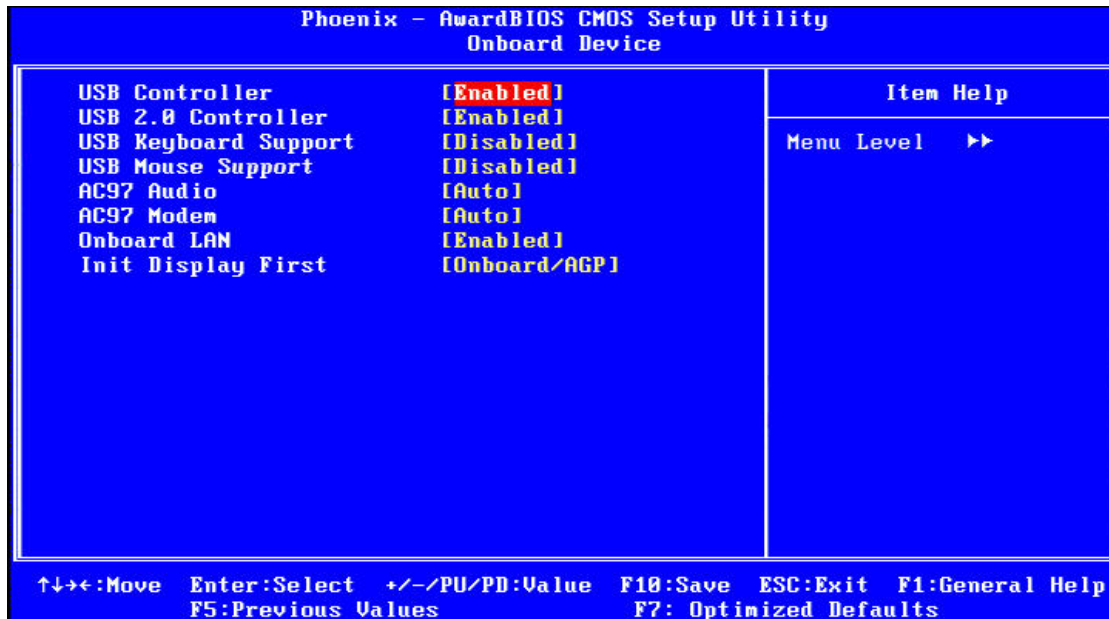 Phoenix - AwardBIOS CMOS Setup Utility
Onboard Device
USB Controller [Enabled]
USB 2.0 Controller [Enabled]
USB Keyboard Support [Disabled]
USB Mouse Support [Disabled]
AC97 Audio [Auto]
AC97 Modem [Auto]
Onboard LAN [Enabled]
Init Display First [Onboard/AGP]
Item Help
Menu Level ►►
↑↓→←:Move Enter:Select +/-/PU/PD:Value F10:Save ESC:Exit F1:General Help
F5:Previous Values F7: Optimized Defaults